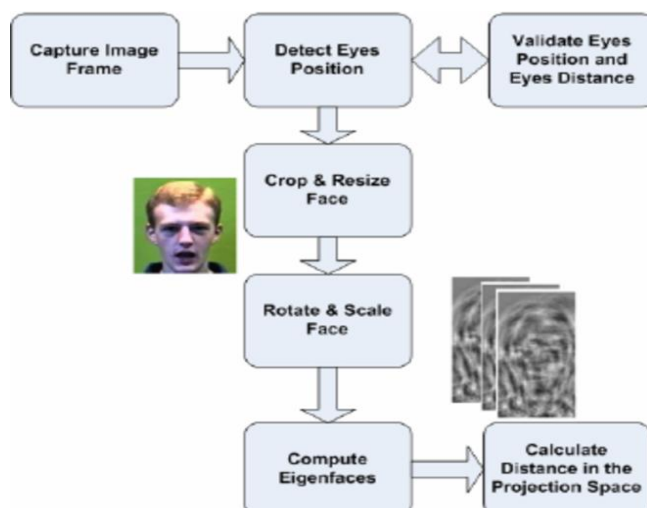 Capture Image
Frame
Detect Eyes
Position
Validate Eyes
Position and
Eyes Distance
Crop & Resize
Face
Rotate & Scale
Face
Compute
Eigenfaces
Calculate
Distance in the
Projection Space